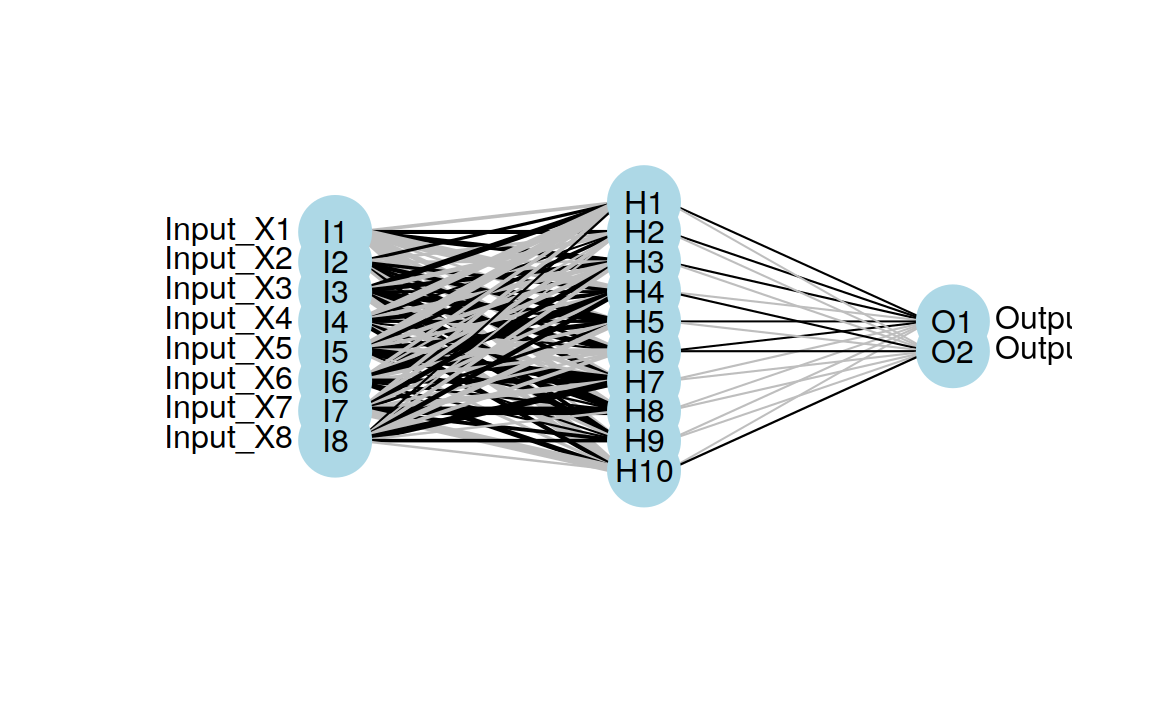 Input_X1
Input_X2
Input_X3
Input_X4
Input_X5
Input_X6
Input_X7
Input_X8
I1
I2
I3
I4
I5
I6
I7
I8
H1
H2
H3
H4
H5
H6
H7
H8
H9
H10
O1
O2
Outpu
Outpu